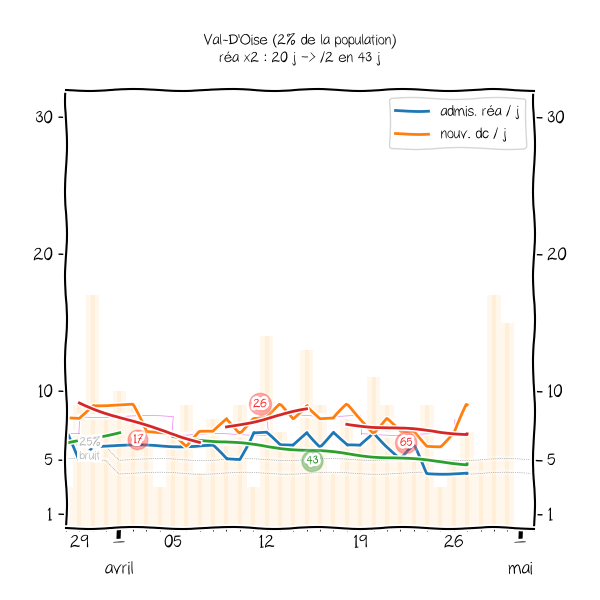 Val-D'Oise (2% de la population)
réa x2 : 20 j -> /2 en 43 j
admis. réa / j
nouv. dc / j
30 30
20 20
10 10
5 5
1 1
26
17
65
43
25%
bruit
29 1 05 12 19 26 1
avril mai